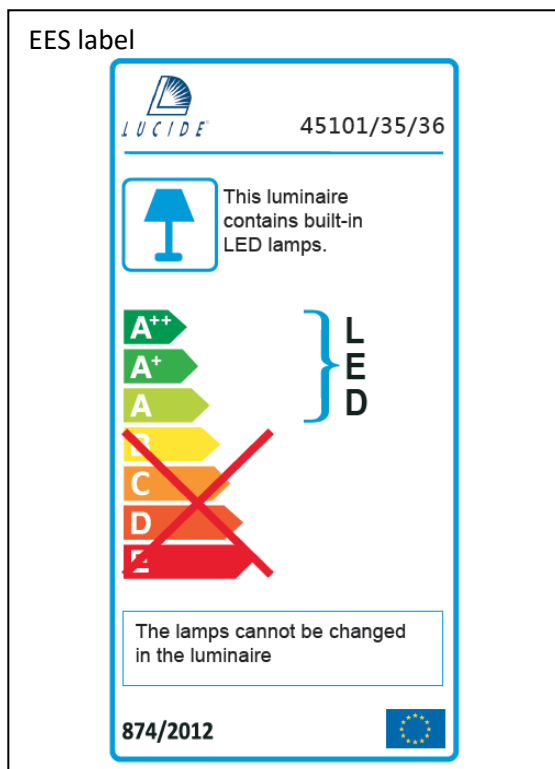 EES label
LUCIDE
45101/35/36
This luminaire
contains built-in
LED lamps.
A++
A+
A
B
C
D
E
L
E
D
The lamps cannot be changed
in the luminaire
874/2012